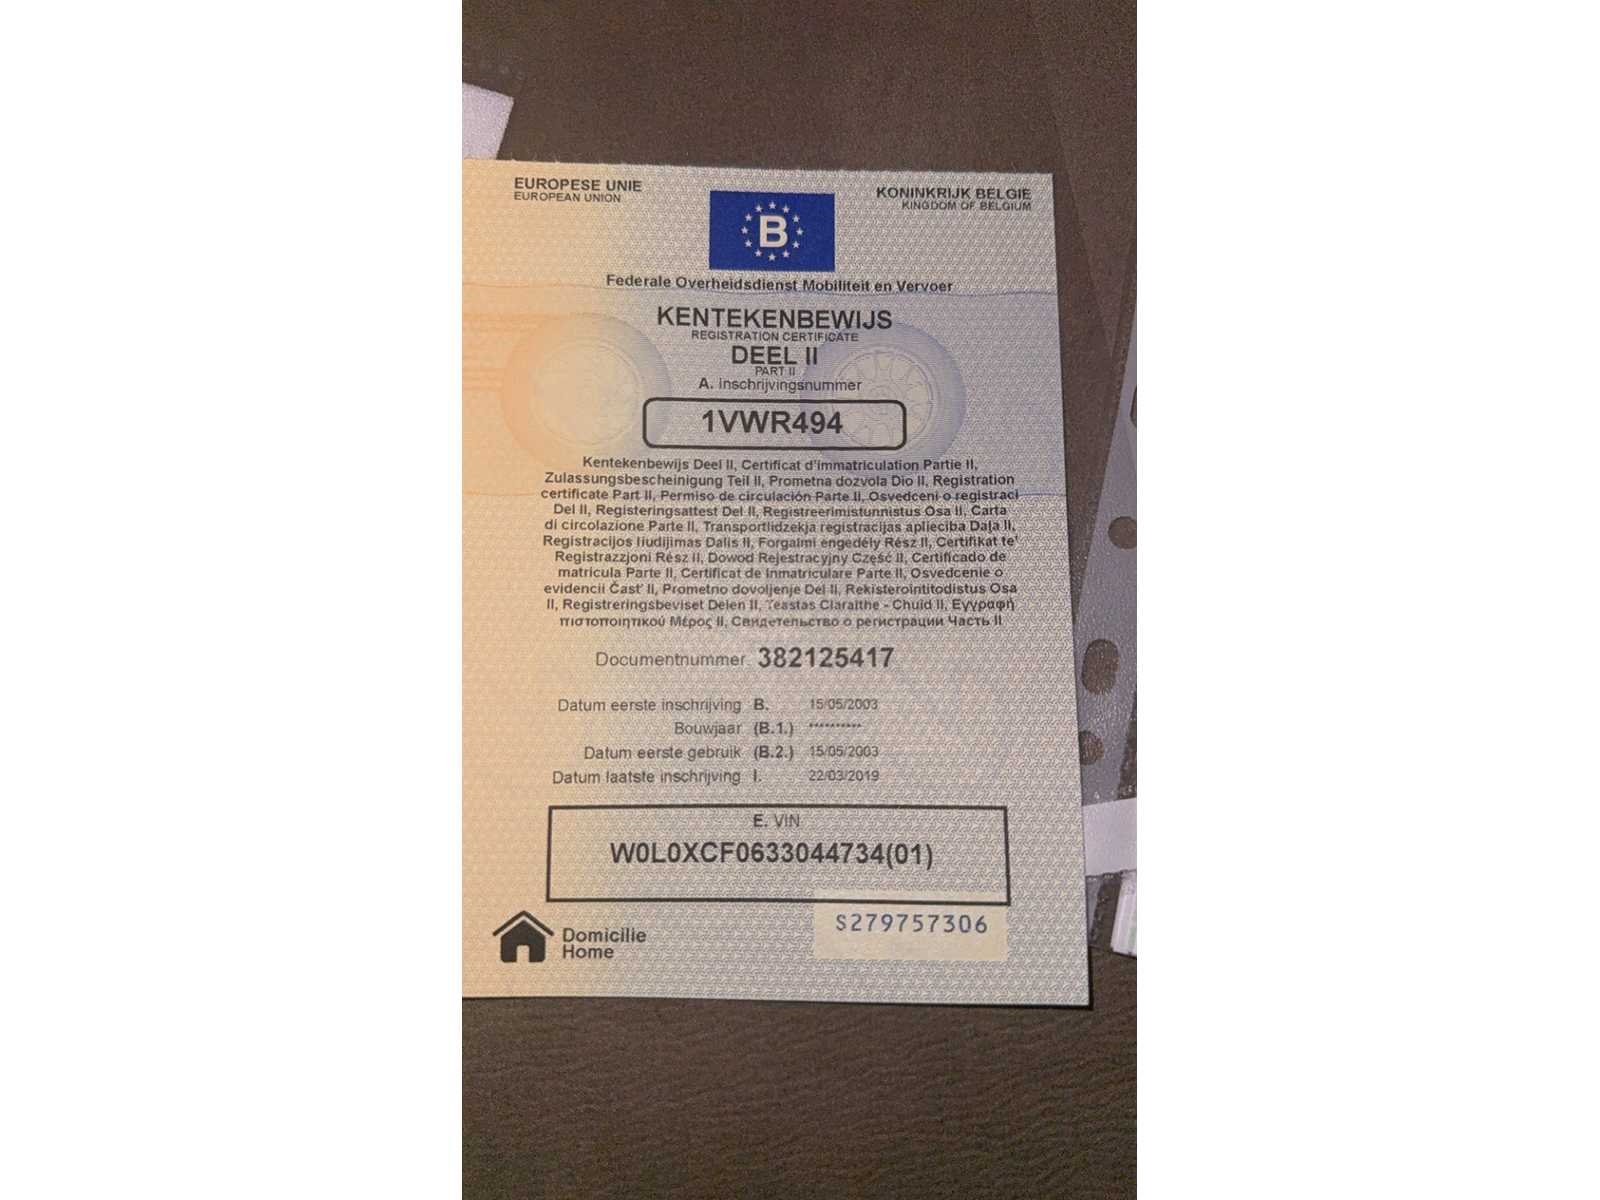 EUROPESE UNIE
EUROPEAN UNION
KONINKRIJK BELGIE
KINGDOM OF BELGIUM
B
Federale Overheidsdienst Mobiliteit en Vervoer
KENTEKENBEWIJS
REGISTRATION CERTIFICATE
DEEL II
PART II
A. Inschrijvingsnummer
1VWR494
Kentekenbewijs Deel II, Certificat d'immatriculation Partie II,
Zulassungsbescheinigung Teil II, Prometna dozvola Dio II, Registration
certificate Part II, Permiso de circulación Parte II, Osvedceni o registraci
Del II, Registeringsattest Del II, Registreerimistunnistus Osa II, Carta
di circolazione Parte II, Transportlidzekja registracijas aplieciba Daļa II,
Registracijos liudijimas Dalis II, Forgalmi engedély Rész II, Certifikat te'
Registrazzjoni Rész II, Dowod Rejestracyjny Część II, Certificado de
matricula Parte II, Certificat de Inmatriculare Parte II, Osvedcenie o
evidencii Časť II, Prometno dovoljenje Del II, Rekisterointitodistus Osa
II, Registreringsbeviset Delen II, Teastas Claraithe - Chuid II, Εγγραφή
πιστοποιητικού Μέρος II, Свидетельство о регистрации Часть II
Documentnummer. 382125417
Datum eerste inschrijving B. 15/05/2003
Bouwjaar (B.1.) **********
Datum eerste gebruik (B.2.) 15/05/2003
Datum laatste inschrijving I. 22/03/2019
E. VIN
W0L0XCF0633044734(01)
S279757306
Domicilie
Home